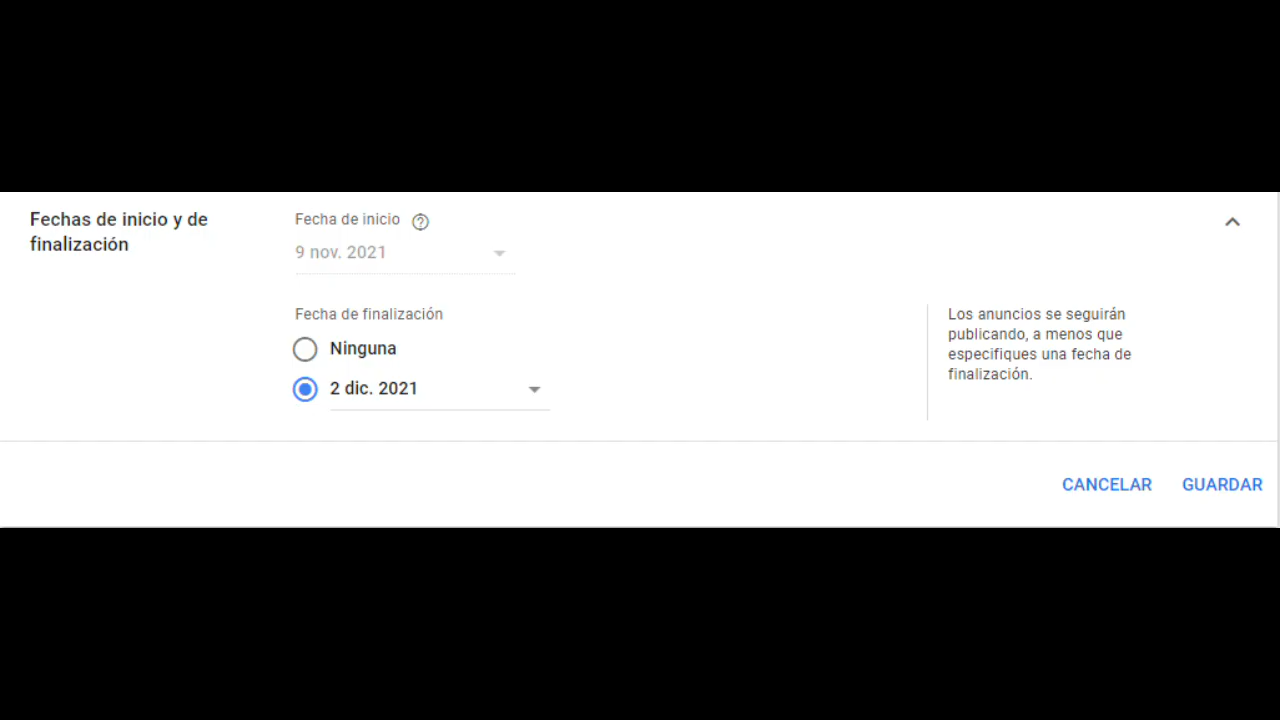 Fechas de inicio y de
finalización
Fecha de inicio
9 nov. 2021
Fecha de finalización
Ninguna
2 dic. 2021
Los anuncios se seguirán
publicando, a menos que
especifiques una fecha de
finalización.
CANCELAR GUARDAR